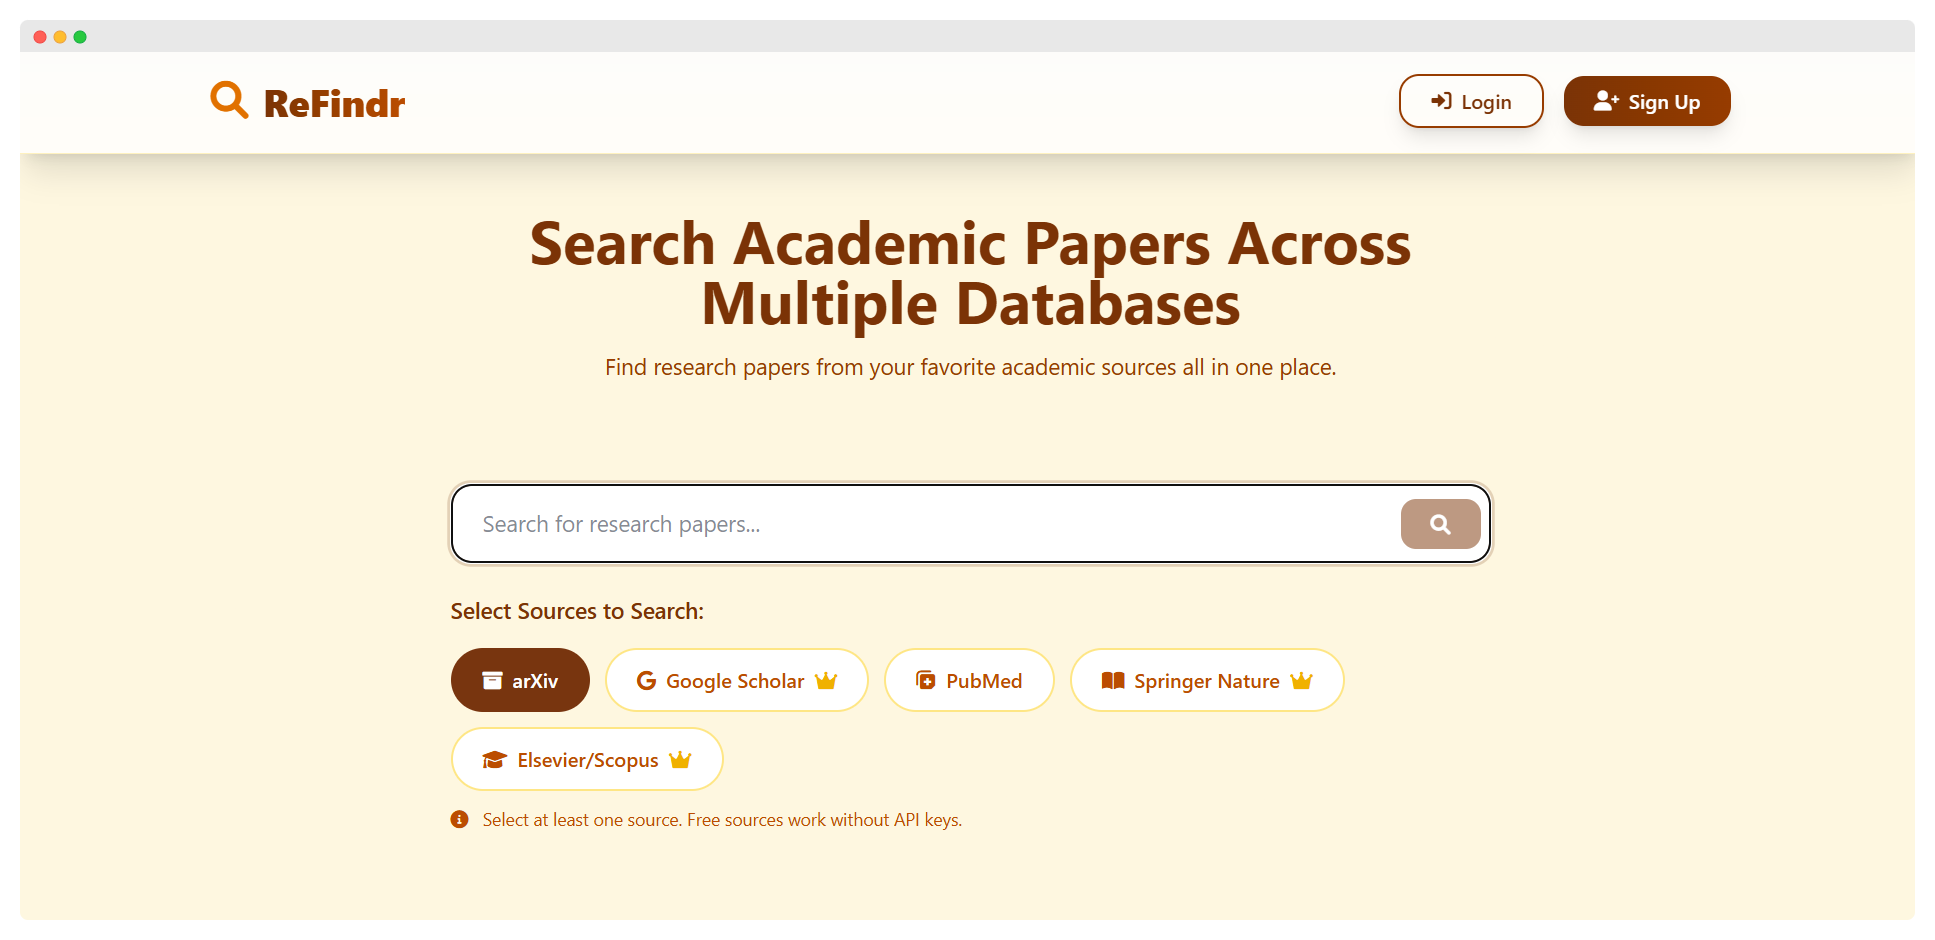 ReFindr
Login
Sign Up
Search Academic Papers Across
Multiple Databases
Find research papers from your favorite academic sources all in one place.
Search for research papers...
Select Sources to Search:
arXiv
Google Scholar
PubMed
Springer Nature
Elsevier/Scopus
Select at least one source. Free sources work without API keys.